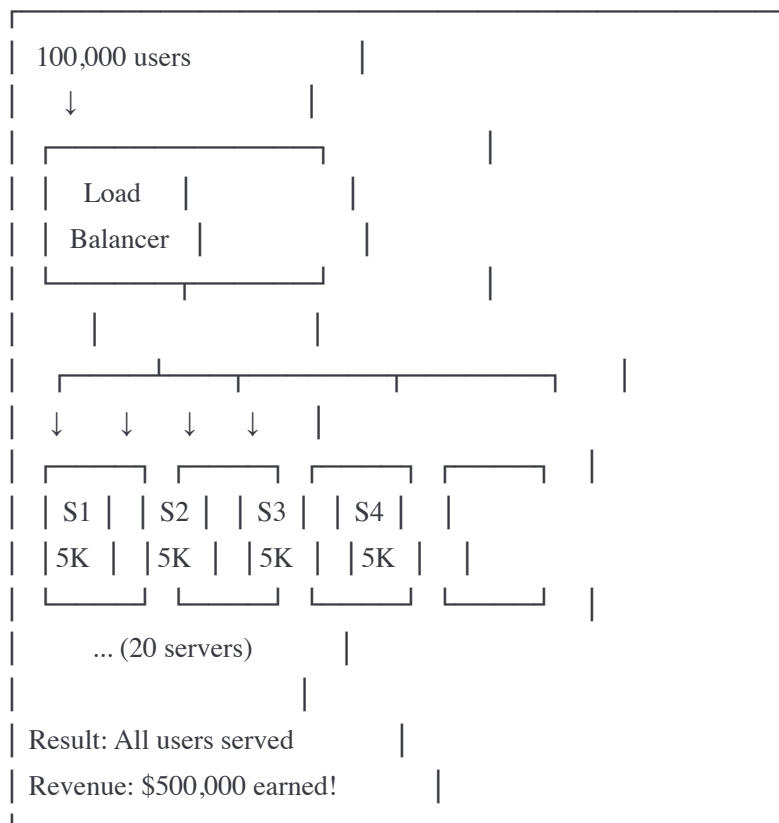 100,000 users
↓
Load
Balancer
↓ ↓ ↓ ↓
S1 S2 S3 S4
5K 5K 5K 5K
... (20 servers)
Result: All users served
Revenue: $500,000 earned!